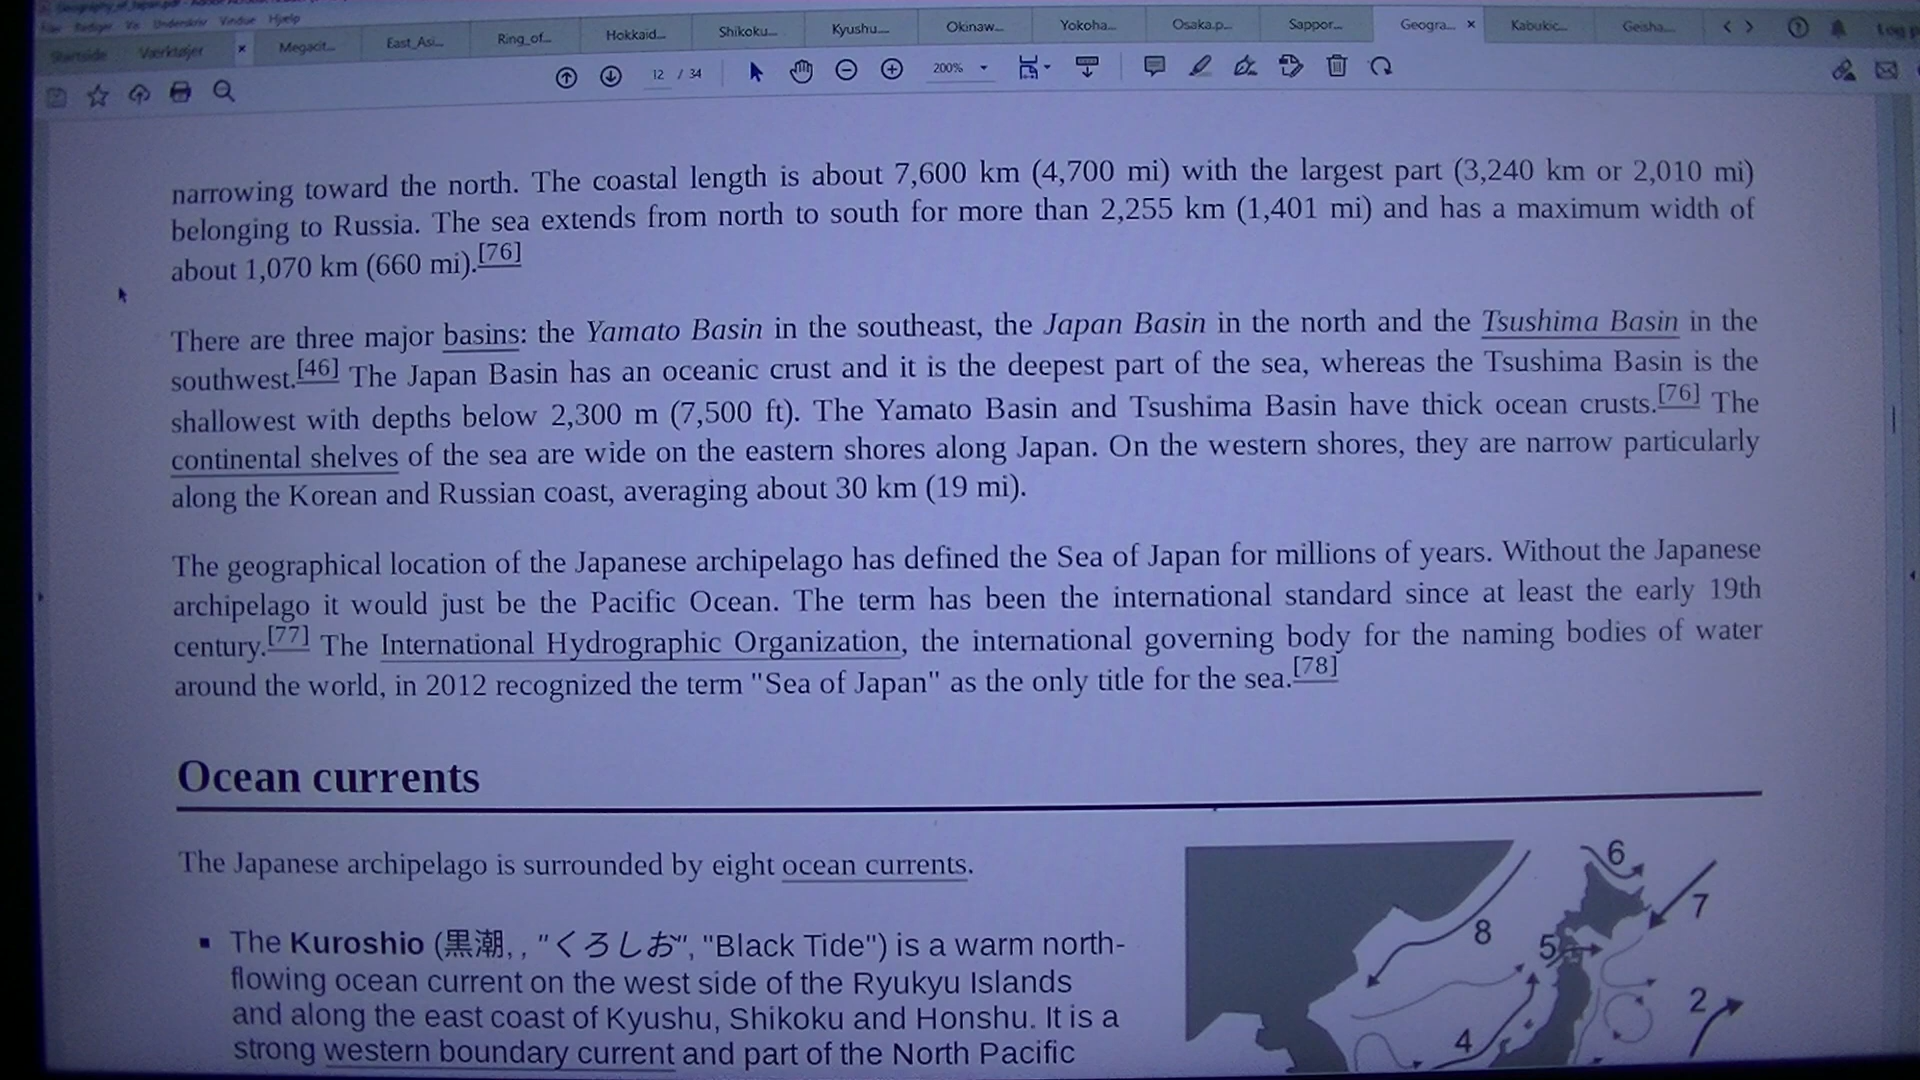 Vindue Hjælp
Startside Værktøjer Megacit... East_Asi... Ring_of... Hokkaid... Shikoku... Kyushu.... Okinaw... Yokoha... Osaka.p... Sappor... Geogra... Kabukic... Geisha...
12 / 34 200%
narrowing toward the north. The coastal length is about 7,600 km (4,700 mi) with the largest part (3,240 km or 2,010 mi)
belonging to Russia. The sea extends from north to south for more than 2,255 km (1,401 mi) and has a maximum width of
about 1,070 km (660 mi).[76]
There are three major basins: the Yamato Basin in the southeast, the Japan Basin in the north and the Tsushima Basin in the
southwest.[46] The Japan Basin has an oceanic crust and it is the deepest part of the sea, whereas the Tsushima Basin is the
shallowest with depths below 2,300 m (7,500 ft). The Yamato Basin and Tsushima Basin have thick ocean crusts.[76] The
continental shelves of the sea are wide on the eastern shores along Japan. On the western shores, they are narrow particularly
along the Korean and Russian coast, averaging about 30 km (19 mi).
The geographical location of the Japanese archipelago has defined the Sea of Japan for millions of years. Without the Japanese
archipelago it would just be the Pacific Ocean. The term has been the international standard since at least the early 19th
century.[77] The International Hydrographic Organization, the international governing body for the naming bodies of water
around the world, in 2012 recognized the term "Sea of Japan" as the only title for the sea.[78]
Ocean currents
The Japanese archipelago is surrounded by eight ocean currents.
▪ The Kuroshio (黒潮, , "くろしお", "Black Tide") is a warm north-
flowing ocean current on the west side of the Ryukyu Islands
and along the east coast of Kyushu, Shikoku and Honshu. It is a
strong western boundary current and part of the North Pacific
6
7
8
5
2
4